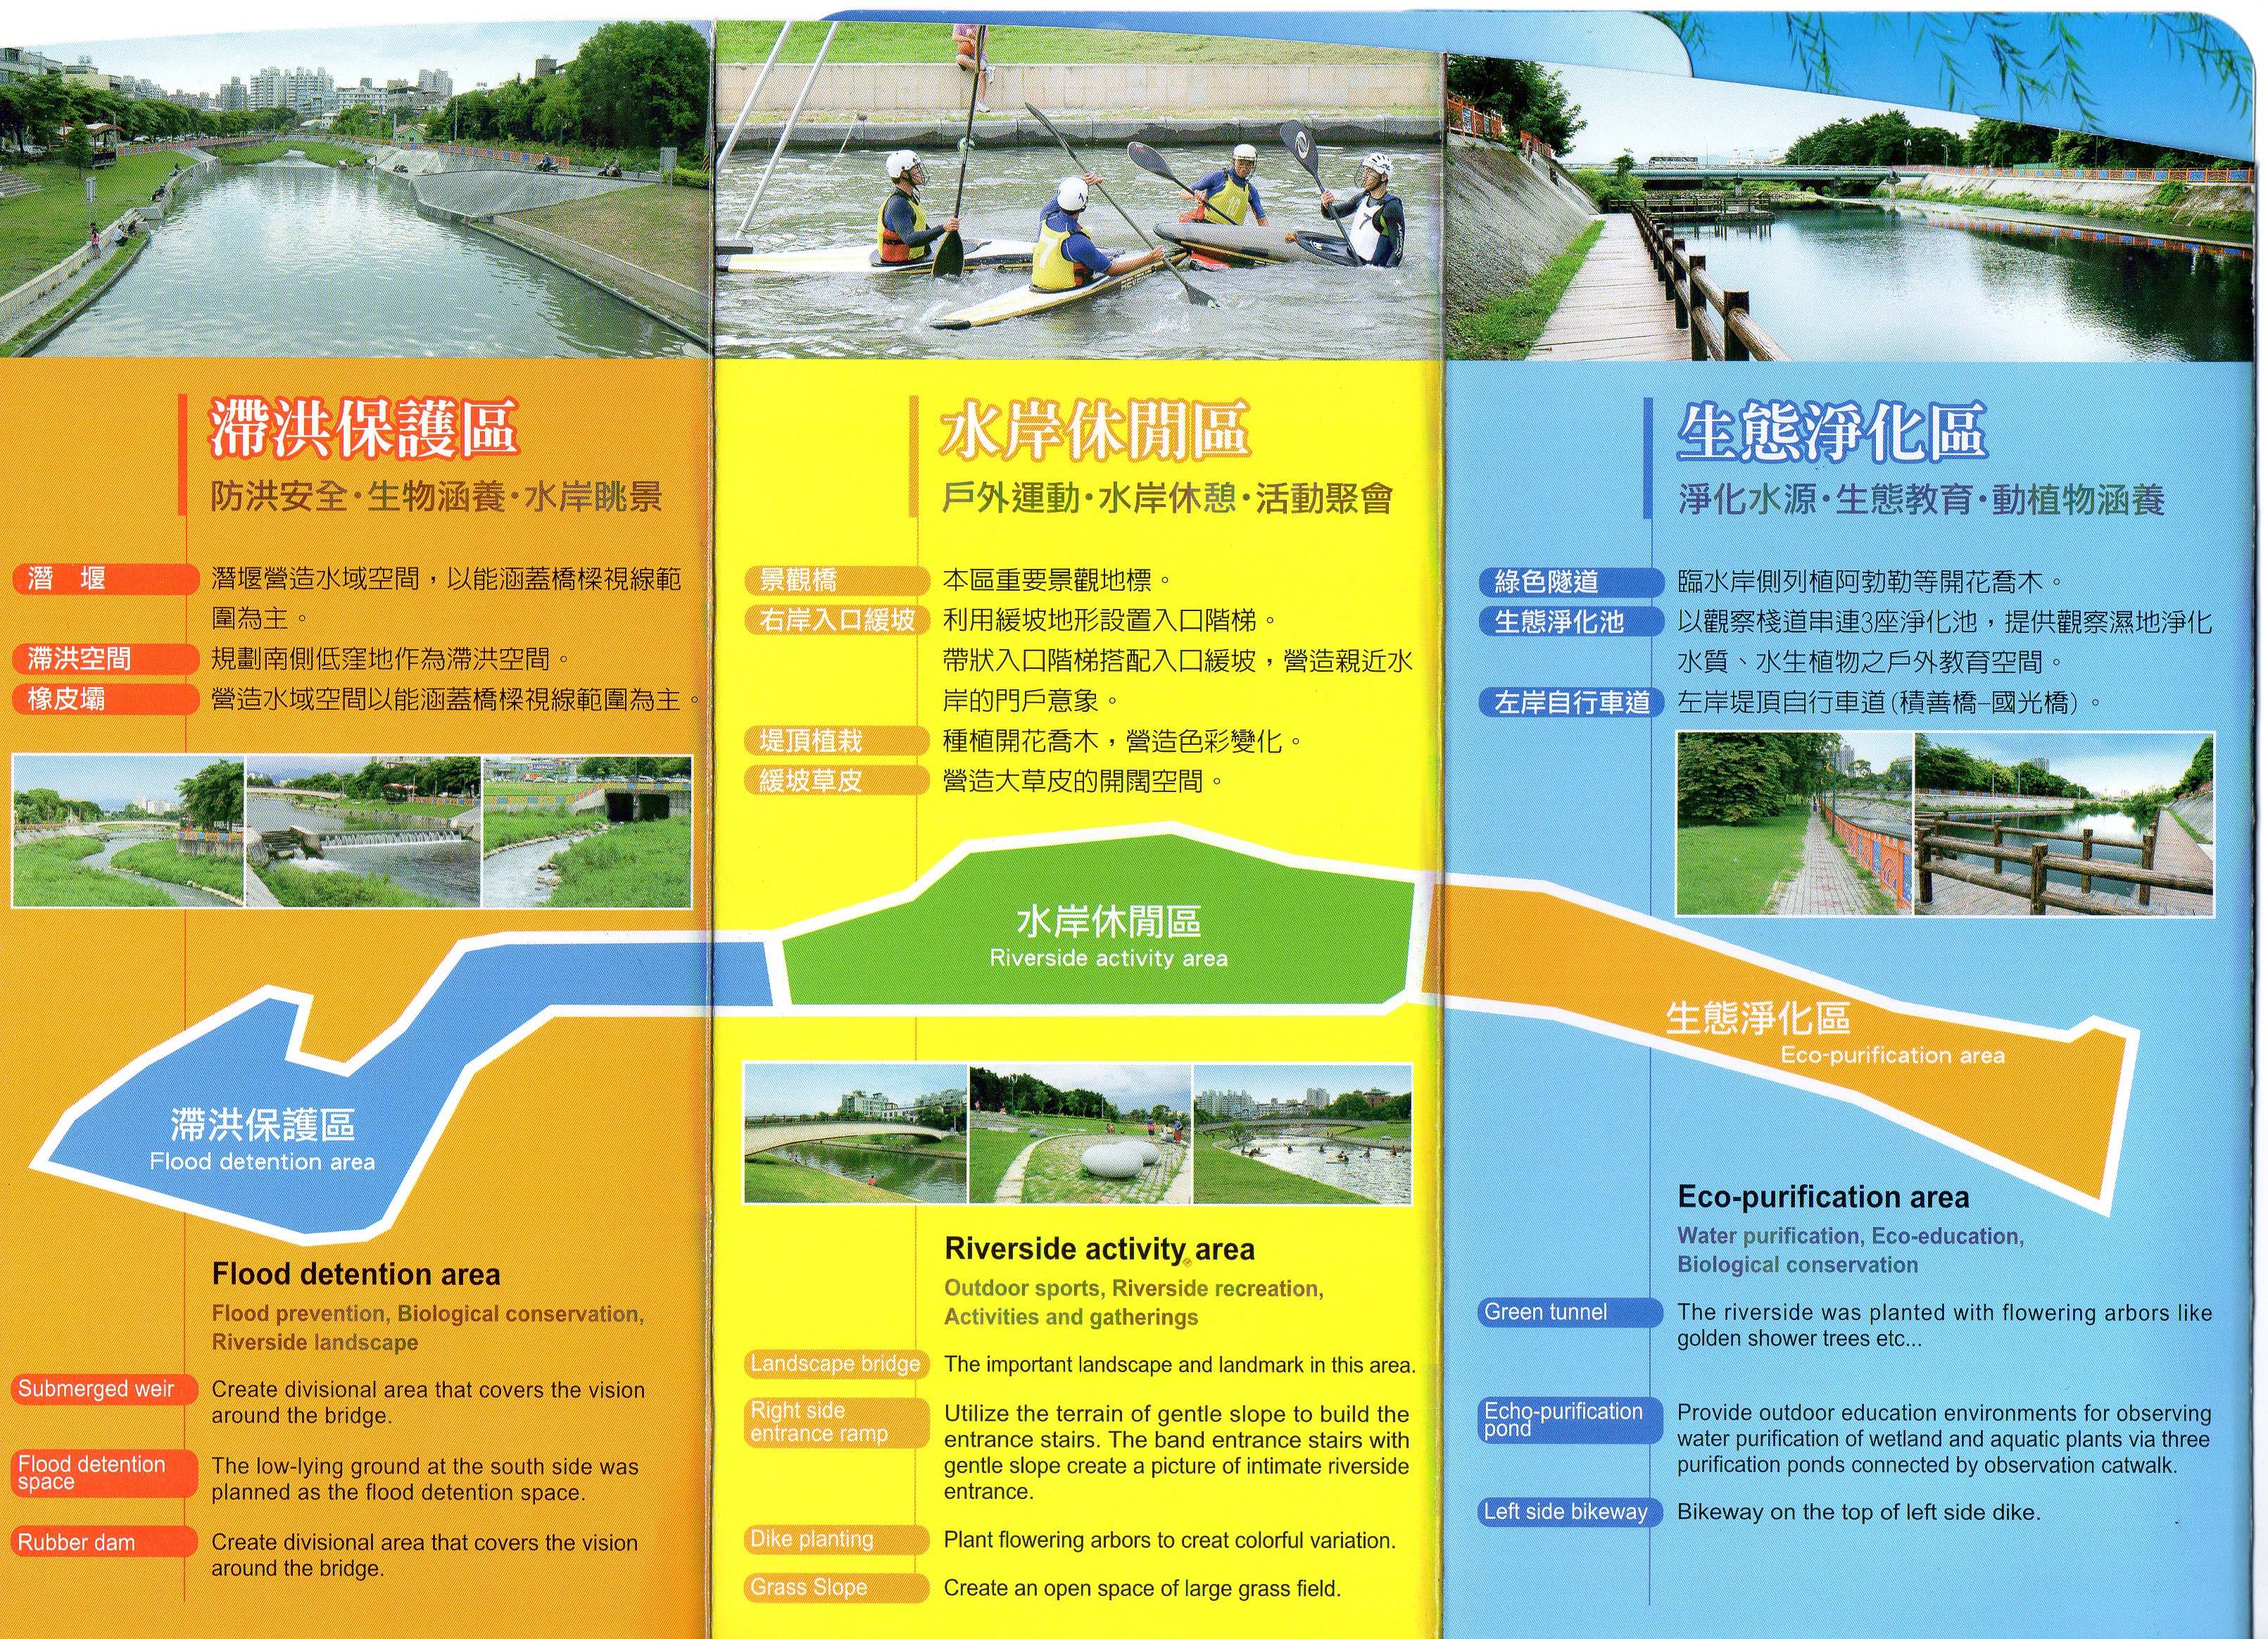 滯洪保護區
防洪安全・生物涵養・水岸眺景
潛 堰
潛堰營造水域空間，以能涵蓋橋樑視線範
圍為主。
滯洪空間
規劃南側低窪地作為滯洪空間。
橡皮壩
營造水域空間以能涵蓋橋樑視線範圍為主。
滯洪保護區
Flood detention area
Flood detention area
Flood prevention, Biological conservation,
Riverside landscape
Submerged weir
Create divisional area that covers the vision
around the bridge.
Flood detention
space
The low-lying ground at the south side was
planned as the flood detention space.
Rubber dam
Create divisional area that covers the vision
around the bridge.
水岸休閒區
戶外運動・水岸休憩・活動聚會
景觀橋
本區重要景觀地標。
右岸入口緩坡
利用緩坡地形設置入口階梯。
帶狀入口階梯搭配入口緩坡，營造親近水
岸的門戶意象。
堤頂植栽
種植開花喬木，營造色彩變化。
緩坡草皮
營造大草皮的開闊空間。
水岸休閒區
Riverside activity area
Riverside activity area
Outdoor sports, Riverside recreation,
Activities and gatherings
Landscape bridge
The important landscape and landmark in this area.
Right side
entrance ramp
Utilize the terrain of gentle slope to build the
entrance stairs. The band entrance stairs with
gentle slope create a picture of intimate riverside
entrance.
Dike planting
Plant flowering arbors to creat colorful variation.
Grass Slope
Create an open space of large grass field.
生態淨化區
淨化水源・生態教育・動植物涵養
綠色隧道
臨水岸側列植阿勃勒等開花喬木。
生態淨化池
以觀察棧道串連3座淨化池，提供觀察濕地淨化
水質、水生植物之戶外教育空間。
左岸自行車道
左岸堤頂自行車道(積善橋-國光橋)。
生態淨化區
Eco-purification area
Eco-purification area
Water purification, Eco-education,
Biological conservation
Green tunnel
The riverside was planted with flowering arbors like
golden shower trees etc...
Echo-purification
pond
Provide outdoor education environments for observing
water purification of wetland and aquatic plants via three
purification ponds connected by observation catwalk.
Left side bikeway
Bikeway on the top of left side dike.